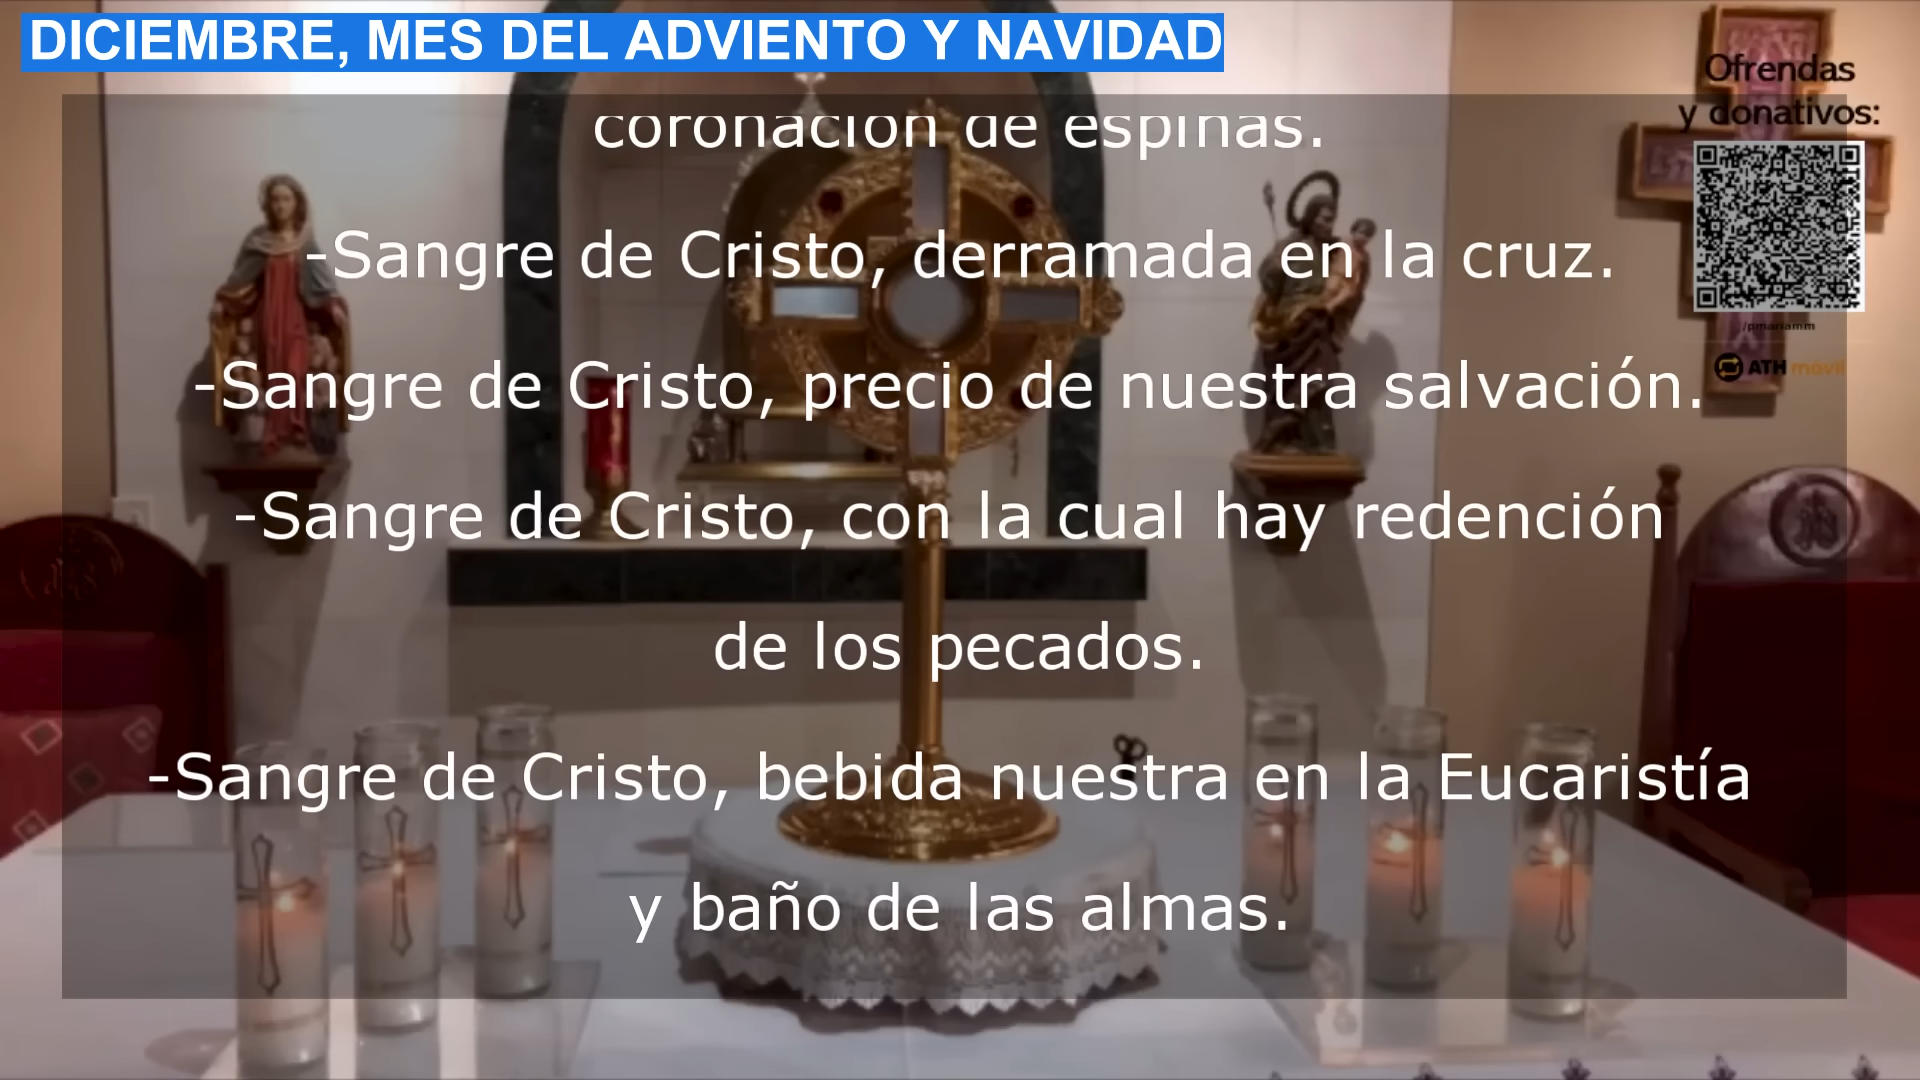 DICIEMBRE, MES DEL ADVIENTO Y NAVIDAD
Ofrendas
y donativos:
/pmariamm
ATH móvil
coronación de espinas.
-Sangre de Cristo, derramada en la cruz.
-Sangre de Cristo, precio de nuestra salvación.
-Sangre de Cristo, con la cual hay redención
de los pecados.
-Sangre de Cristo, bebida nuestra en la Eucaristía
y baño de las almas.